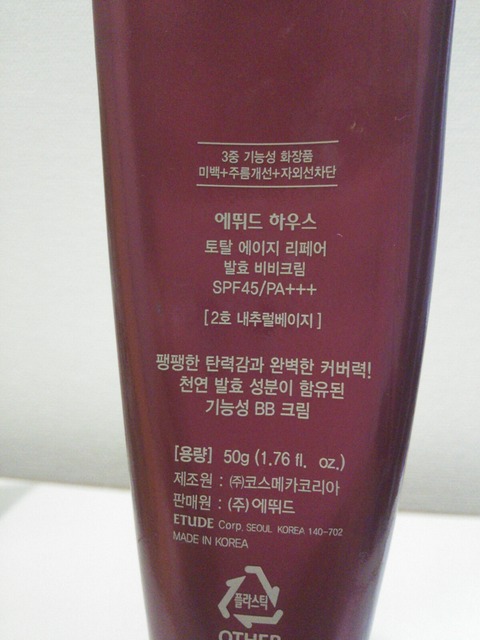 3중 기능성 화장품
미백+주름개선+자외선차단
에뛰드 하우스
토탈 에이지 리페어
발효 비비크림
SPF45/PA+++
[2호 내추럴베이지]
팽팽한 탄력감과 완벽한 커버력!
천연 발효 성분이 함유된
기능성 BB 크림
[용량] 50g (1.76 fl. oz.)
제조원 : ㈜코스메카코리아
판매원 : (주) 에뛰드
ETUDE Corp. SEOUL KOREA 140-702
MADE IN KOREA
플라스틱
OTHER